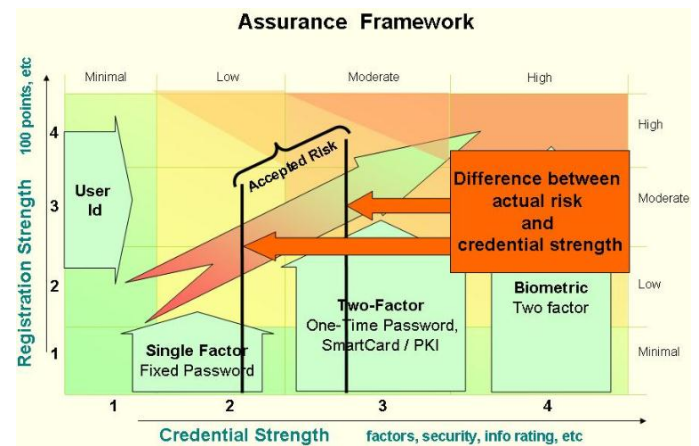 Assurance Framework
Minimal
Low
Moderate
High
Registration Strength 100 points, etc
4
3
2
1
High
Moderate
Low
Minimal
User
Id
Accepted Risk
Difference between
actual risk
and
credential strength
Single Factor
Fixed Password
Two-Factor
One-Time Password,
SmartCard / PKI
Biometric
Two factor
1
2
3
4
Credential Strength factors, security, info rating, etc